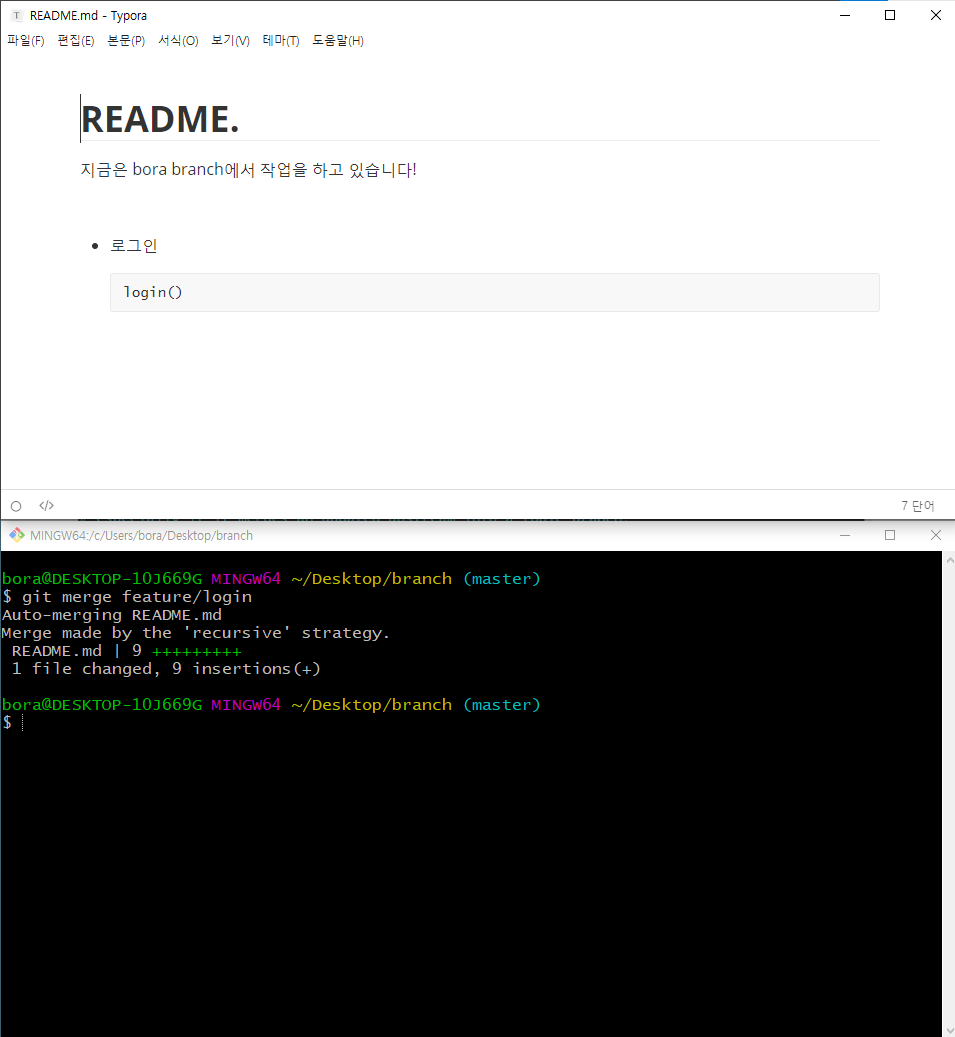 README.md - Typora
파일(F) 편집(E) 본문(P) 서식(O) 보기(V) 테마(T) 도움말(H)
README.
지금은 bora branch에서 작업을 하고 있습니다!
로그인
login()
7 단어
MINGW64:/c/Users/bora/Desktop/branch
bora@DESKTOP-1OJ669G MINGW64 ~/Desktop/branch (master)
$ git merge feature/login
Auto-merging README.md
Merge made by the 'recursive' strategy.
README.md | 9 +++++++++
1 file changed, 9 insertions(+)
bora@DESKTOP-1OJ669G MINGW64 ~/Desktop/branch (master)
$